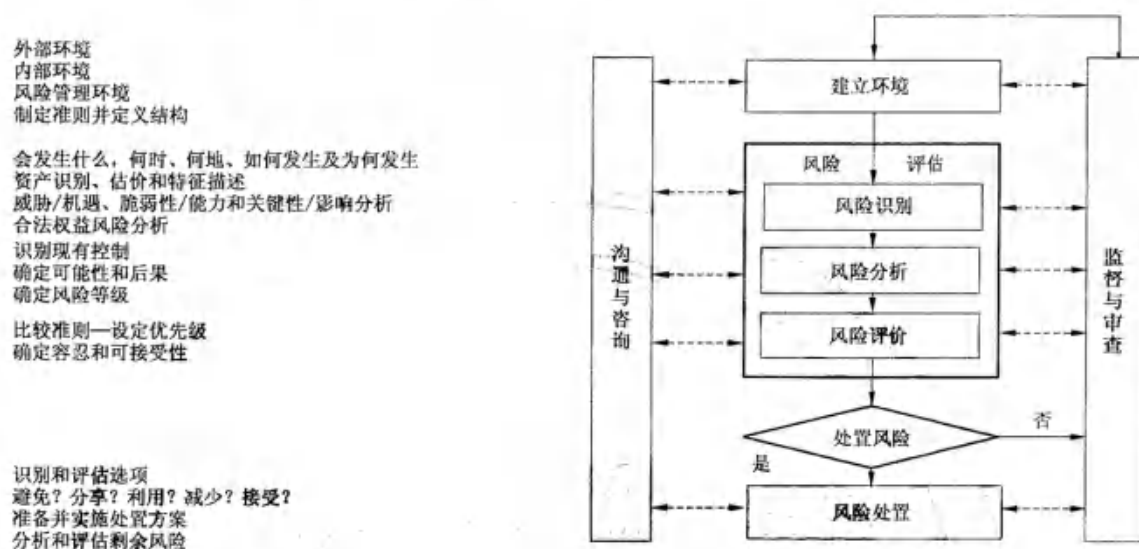 外部环境
内部环境
风险管理环境
制定准则并定义结构
会发生什么，何时、何地、如何发生及为何发生
资产识别、估价和特征描述
威胁/机遇、脆弱性/能力和关键性/影响分析
合法权益风险分析
识别现有控制
确定可能性和后果
确定风险等级
比较准则—设定优先级
确定容忍和可接受性
识别和评估选项
避免？分享？利用？减少？接受？
准备并实施处置方案
分析和评估剩余风险
沟通与咨询
建立环境
风险 评估
风险识别
风险分析
风险评价
处置风险
否
是
风险处置
监督与审查